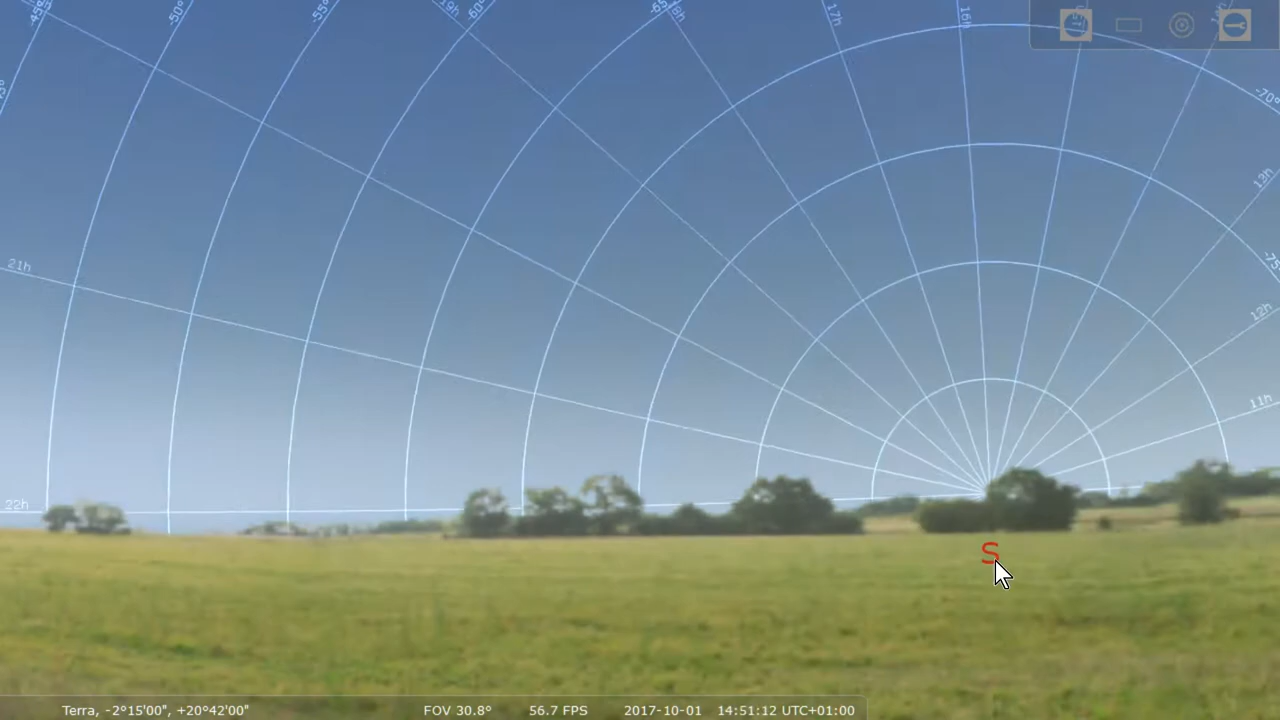 -45°
-50°
-55°
19h
-60°
-65°
18h
17h
16h
15h
-70°
13h
21h
-75°
12h
11h
22h
S
Terra, -2°15'00", +20°42'00" FOV 30.8° 56.7 FPS 2017-10-01 14:51:12 UTC+01:00